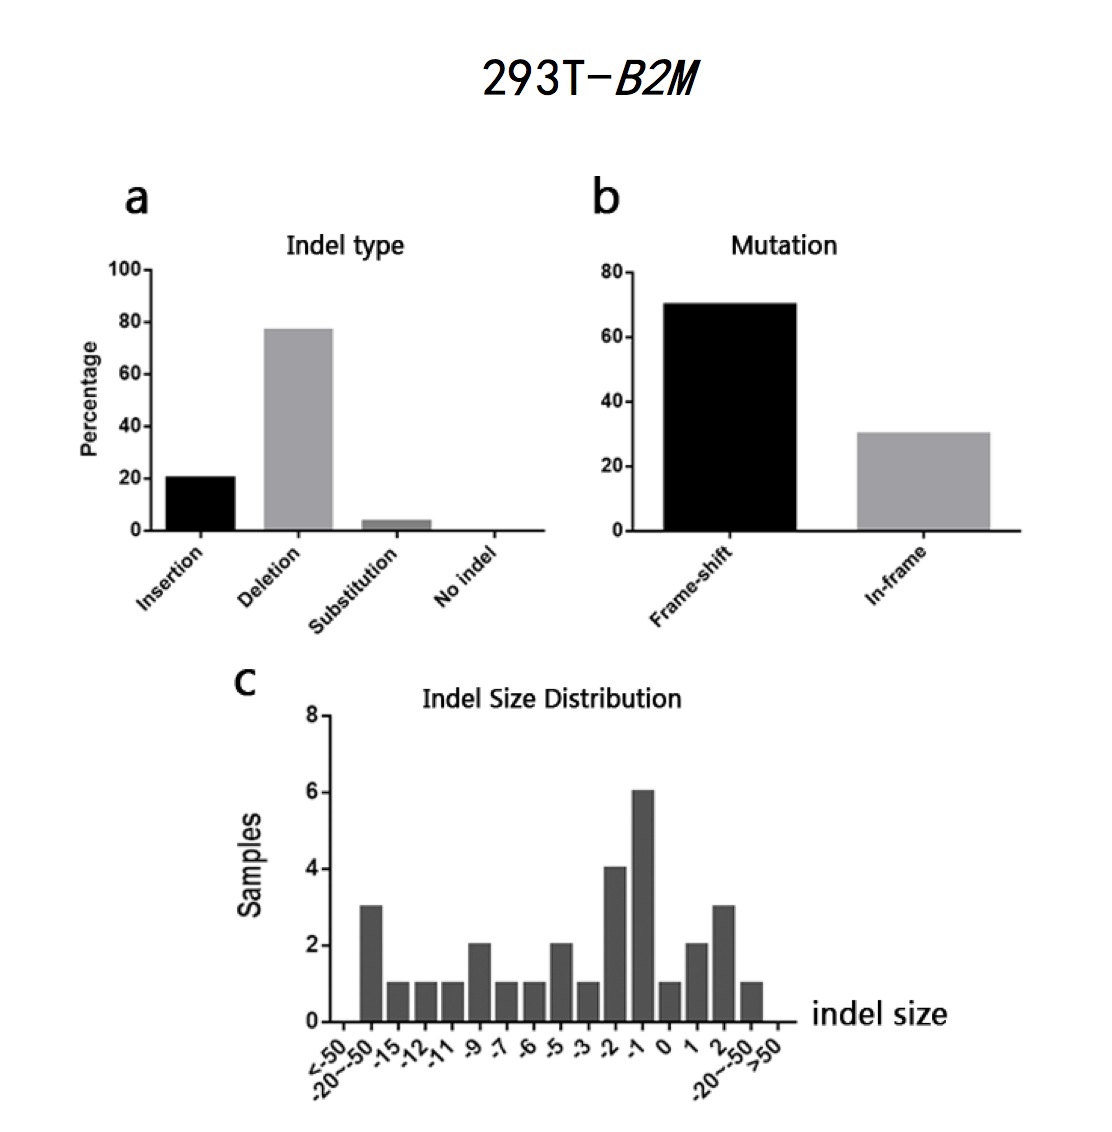 293T-B2M
a
Indel type
Percentage
100
80
60
40
20
0
Insertion
Deletion
Substitution
No indel
b
Mutation
80
60
40
20
0
Frame-shift
In-frame
c
Indel Size Distribution
Samples
8
6
4
2
0
<-50
-20~-50
-15
-12
-11
-9
-7
-6
-5
-3
-2
-1
0
1
2
-20~-50
>50
indel size